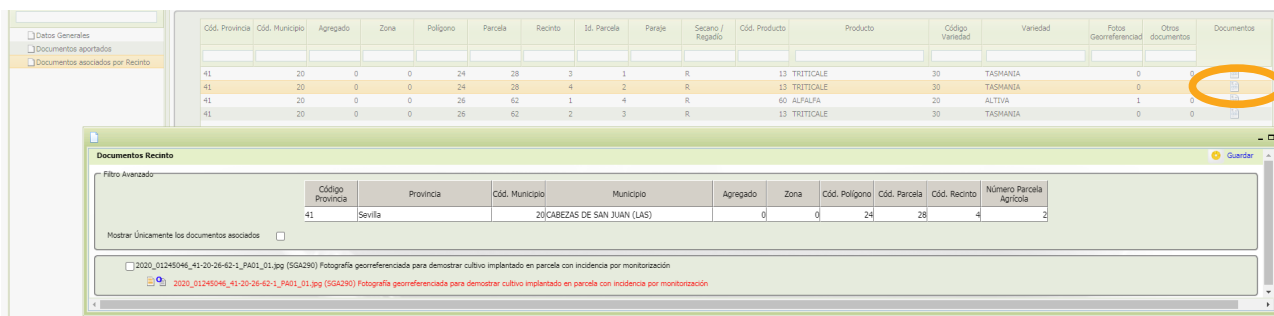 Datos Generales
Documentos aportados
Documentos asociados por Recinto
Cód. Provincia Cód. Municipio Agregado Zona Polígono Parcela Recinto Id. Parcela Paraje Secano / Regadío Cód. Producto Producto Código Variedad Variedad Fotos Georreferenciad Otros documentos Documentos
41 20 0 0 24 28 3 1 R 13 TRITICALE 30 TASMANIA 0 0
41 20 0 0 24 28 4 2 R 13 TRITICALE 30 TASMANIA 0
41 20 0 0 26 62 1 4 R 60 ALFALFA 20 ALTIVA 1 0
41 20 0 0 26 62 2 3 R 13 TRITICALE 30 TASMANIA 0 0
Documentos Recinto Guardar
Filtro Avanzado
Código Provincia Provincia Cód. Municipio Municipio Agregado Zona Cód. Polígono Cód. Parcela Cód. Recinto Número Parcela Agrícola
41 Sevilla 20 CABEZAS DE SAN JUAN (LAS) 0 0 24 28 4 2
Mostrar Únicamente los documentos asociados
2020_01245046_41-20-26-62-1_PA01_01.jpg (SGA290) Fotografía georreferenciada para demostrar cultivo implantado en parcela con incidencia por monitorización
2020_01245046_41-20-26-62-1_PA01_01.jpg (SGA290) Fotografía georreferenciada para demostrar cultivo implantado en parcela con incidencia por monitorización